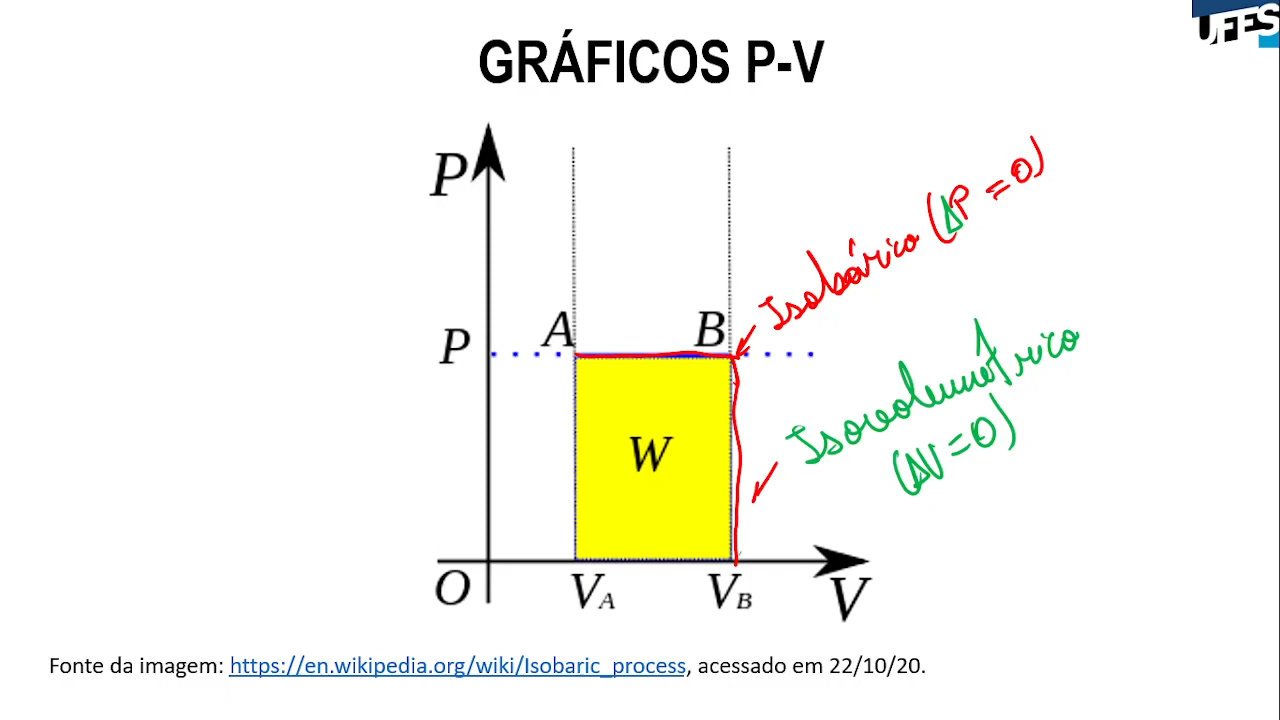 UFES
GRÁFICOS P-V
P
Isobárico (ΔP = 0)
A B
P
Isovolumétrico
(ΔV = 0)
W
O V_A V_B V
Fonte da imagem: https://en.wikipedia.org/wiki/Isobaric_process, acessado em 22/10/20.